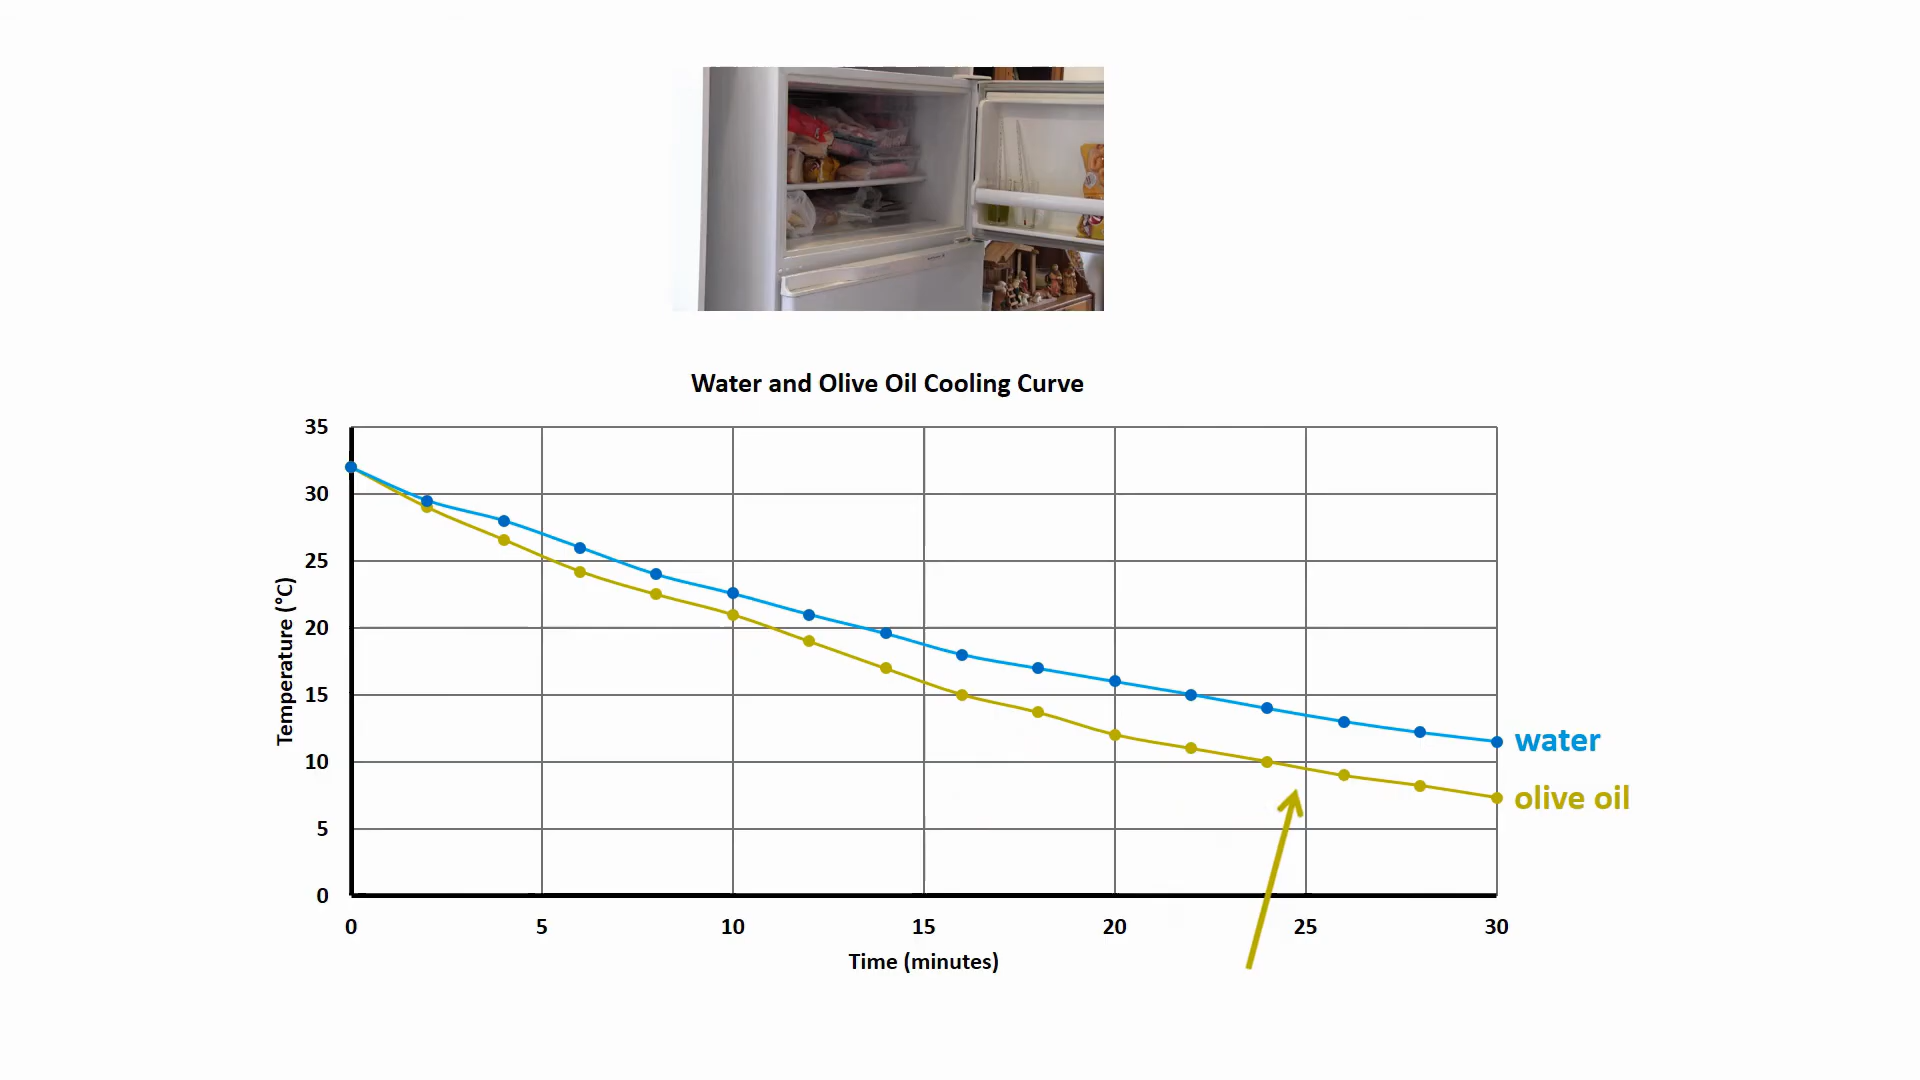 Water and Olive Oil Cooling Curve
35
30
25
20
15
10
5
0
Temperature (°C)
0 5 10 15 20 25 30
Time (minutes)
water
olive oil